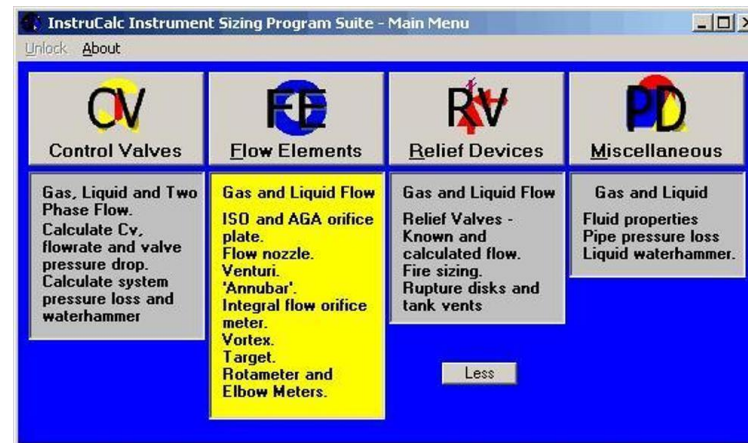 InstruCalc Instrument Sizing Program Suite - Main Menu
Unlock About
CV
Control Valves
Gas, Liquid and Two
Phase Flow.
Calculate Cv,
flowrate and valve
pressure drop.
Calculate system
pressure loss and
waterhammer
FE
Flow Elements
Gas and Liquid Flow
ISO and AGA orifice
plate.
Flow nozzle.
Venturi.
'Annubar'.
Integral flow orifice
meter.
Vortex.
Target.
Rotameter and
Elbow Meters.
RV
Relief Devices
Gas and Liquid Flow
Relief Valves -
Known and
calculated flow.
Fire sizing.
Rupture disks and
tank vents
Less
PD
Miscellaneous
Gas and Liquid
Fluid properties
Pipe pressure loss
Liquid waterhammer.